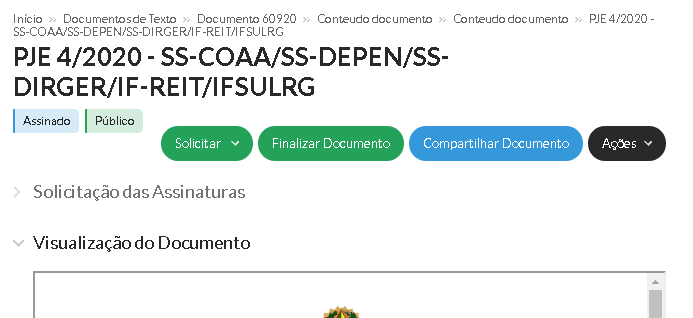 Início » Documentos de Texto » Documento 60920 » Conteudo documento » Conteudo documento » PJE 4/2020 -
SS-COAA/SS-DEPEN/SS-DIRGER/IF-REIT/IFSULRG
PJE 4/2020 - SS-COAA/SS-DEPEN/SS-
DIRGER/IF-REIT/IFSULRG
Assinado Público
Solicitar Finalizar Documento Compartilhar Documento Ações
Solicitação das Assinaturas
Visualização do Documento